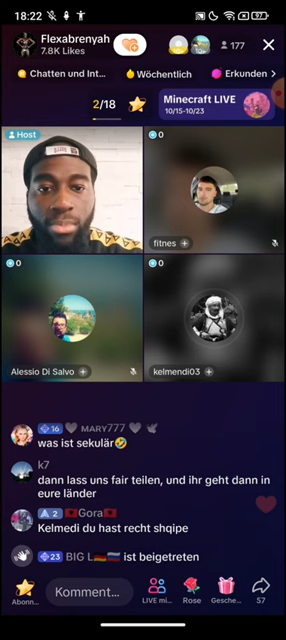 18:22
97
Flexabrenyah
7.8K Likes
177
Chatten und Int...
Wöchentlich
Erkunden >
2/18
Minecraft LIVE
10/15-10/23
Host
0
fitnes +
0
Alessio Di Salvo +
0
kelmendi03 +
16 🖤 MARY777 🖤 🕊
was ist sekulär🤣
k7
dann lass uns fair teilen, und ihr geht dann in
eure länder
A 2 🇦🇱Gora🇦🇱
Kelmedi du hast recht shqipe
23 BIG L🇩🇪🇷🇺 ist beigetreten
Abonn...
Komment...
LIVE mi...
Rose
Gesche...
57